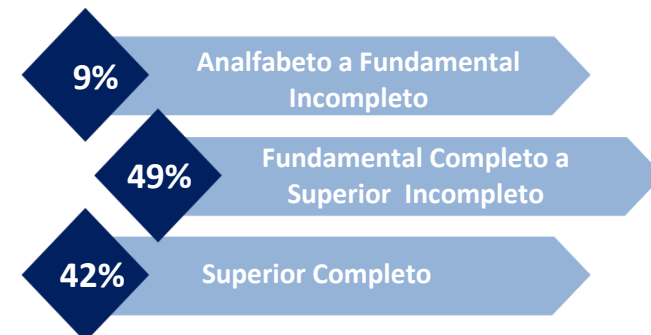 9%
Analfabeto a Fundamental
Incompleto
49%
Fundamental Completo a
Superior Incompleto
42%
Superior Completo